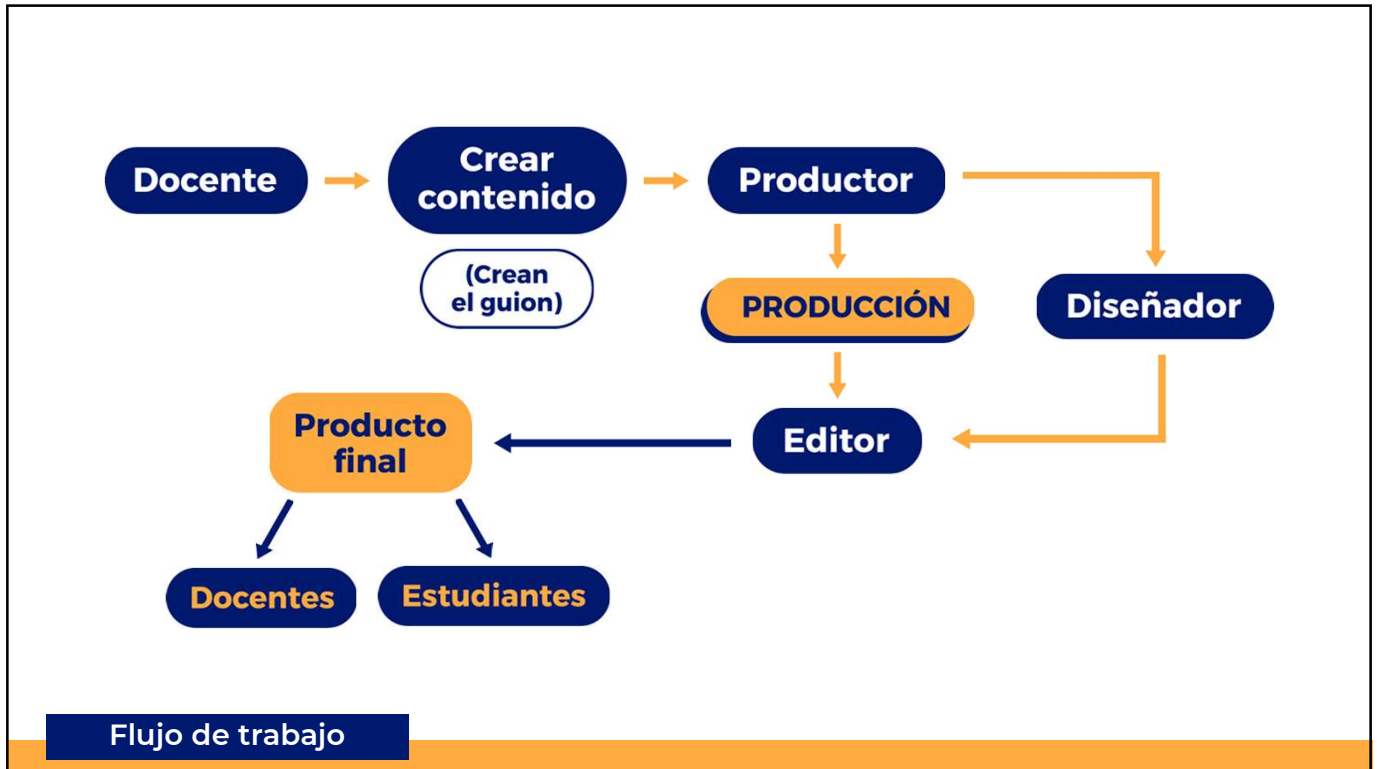 Docente
Crear
contenido
(Crean
el guion)
Productor
PRODUCCIÓN
Diseñador
Editor
Producto
final
Docentes
Estudiantes
Flujo de trabajo